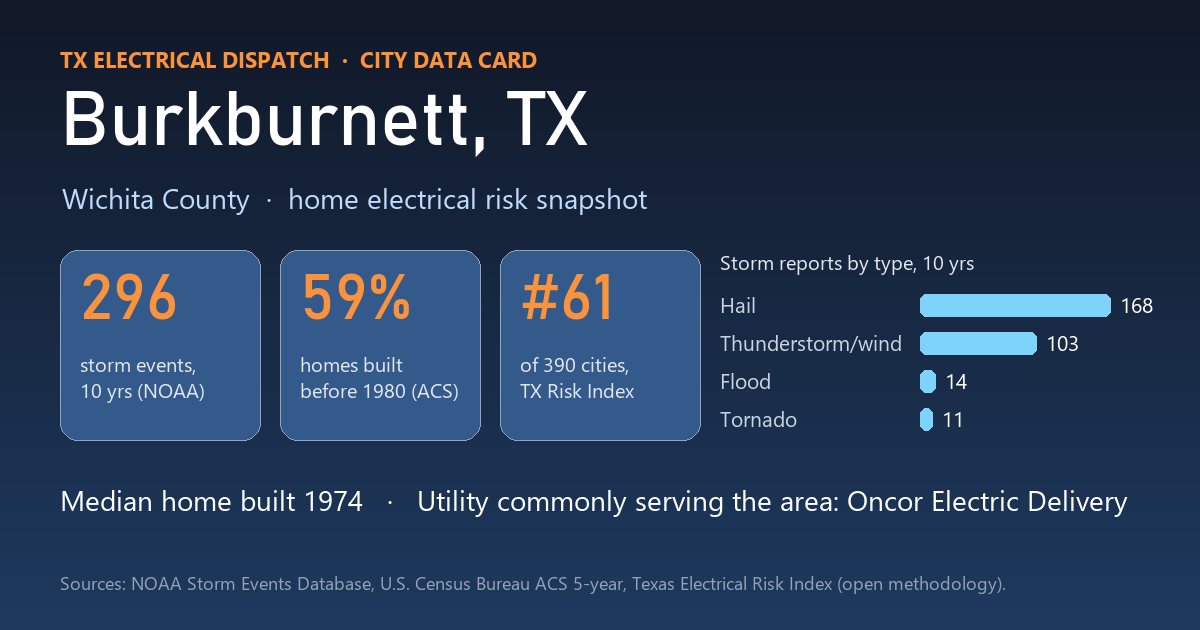 TX ELECTRICAL DISPATCH · CITY DATA CARD
Burkburnett, TX
Wichita County · home electrical risk snapshot
296
storm events,
10 yrs (NOAA)
59%
homes built
before 1980 (ACS)
#61
of 390 cities,
TX Risk Index
Storm reports by type, 10 yrs
Hail 168
Thunderstorm/wind 103
Flood 14
Tornado 11
Median home built 1974 · Utility commonly serving the area: Oncor Electric Delivery
Sources: NOAA Storm Events Database, U.S. Census Bureau ACS 5-year, Texas Electrical Risk Index (open methodology).